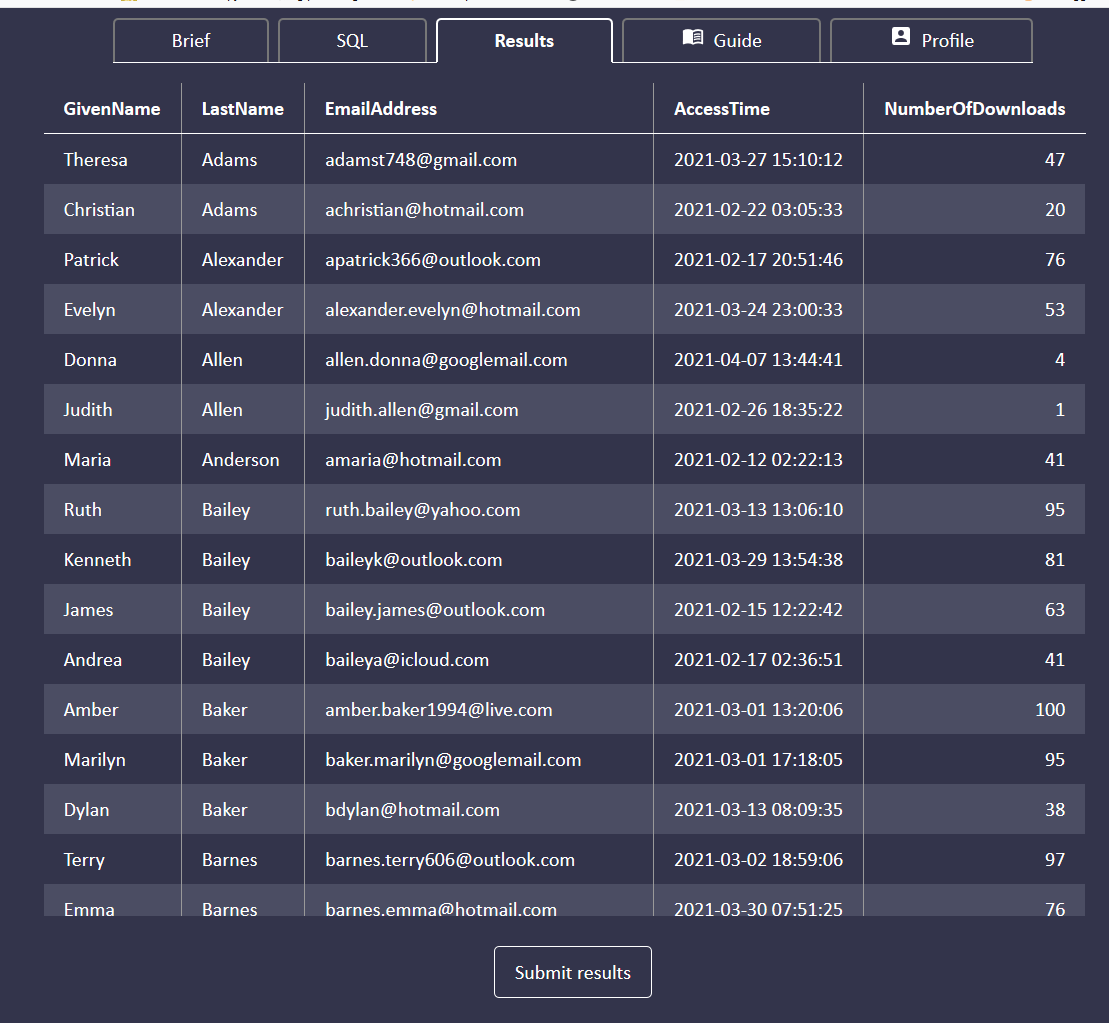 Brief SQL Results Guide Profile
GivenName LastName EmailAddress AccessTime NumberOfDownloads
Theresa Adams adamst748@gmail.com 2021-03-27 15:10:12 47
Christian Adams achristian@hotmail.com 2021-02-22 03:05:33 20
Patrick Alexander apatrick366@outlook.com 2021-02-17 20:51:46 76
Evelyn Alexander alexander.evelyn@hotmail.com 2021-03-24 23:00:33 53
Donna Allen allen.donna@googlemail.com 2021-04-07 13:44:41 4
Judith Allen judith.allen@gmail.com 2021-02-26 18:35:22 1
Maria Anderson amaria@hotmail.com 2021-02-12 02:22:13 41
Ruth Bailey ruth.bailey@yahoo.com 2021-03-13 13:06:10 95
Kenneth Bailey baileyk@outlook.com 2021-03-29 13:54:38 81
James Bailey bailey.james@outlook.com 2021-02-15 12:22:42 63
Andrea Bailey baileya@icloud.com 2021-02-17 02:36:51 41
Amber Baker amber.baker1994@live.com 2021-03-01 13:20:06 100
Marilyn Baker baker.marilyn@googlemail.com 2021-03-01 17:18:05 95
Dylan Baker bdylan@hotmail.com 2021-03-13 08:09:35 38
Terry Barnes barnes.terry606@outlook.com 2021-03-02 18:59:06 97
Emma Barnes barnes.emma@hotmail.com 2021-03-30 07:51:25 76
Submit results